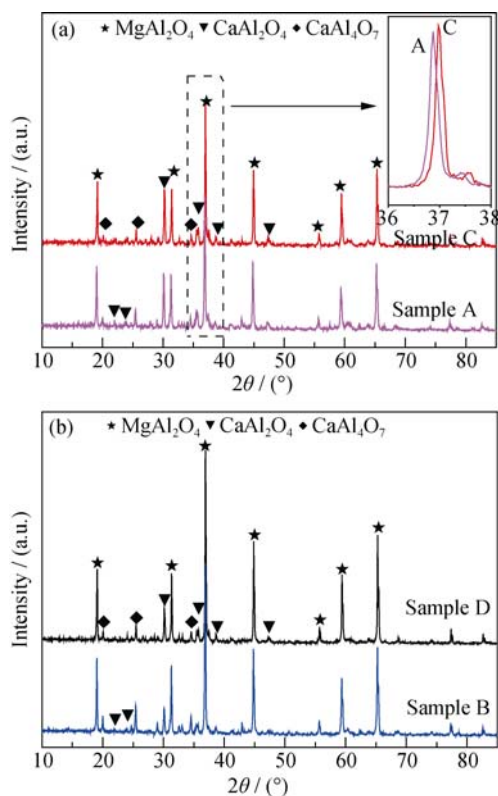 (a) ★ MgAl₂O₄ ▼ CaAl₂O₄ ◆ CaAl₄O₇
A C
36 37 38
Intensity / (a.u.)
Sample C
Sample A
10 20 30 40 50 60 70 80
2θ / (°)
(b) ★ MgAl₂O₄ ▼ CaAl₂O₄ ◆ CaAl₄O₇
Intensity / (a.u.)
Sample D
Sample B
10 20 30 40 50 60 70 80
2θ / (°)